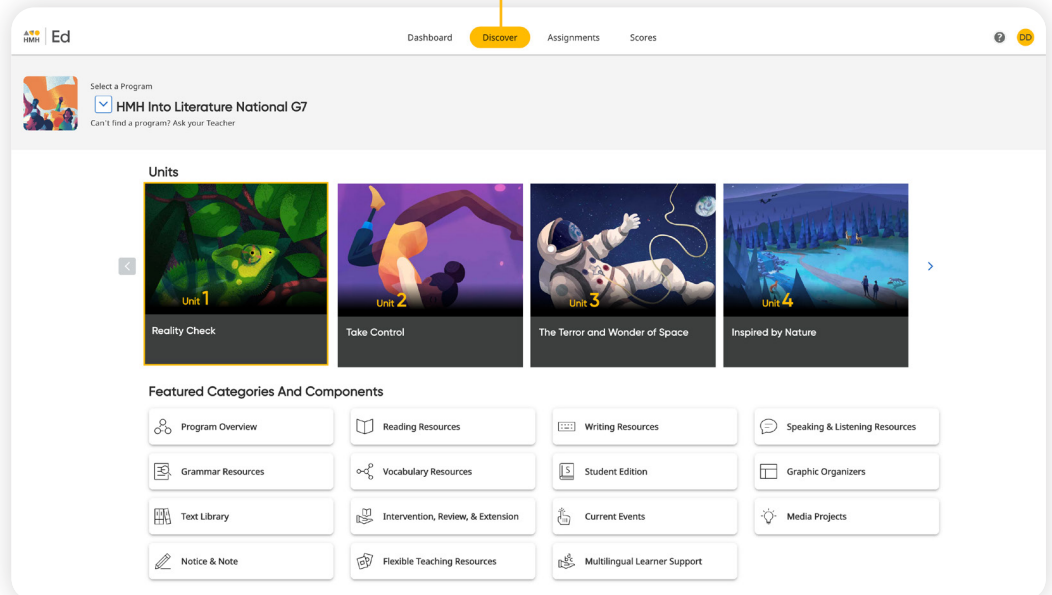 HMH Ed
Dashboard Discover Assignments Scores
? DD
Select a Program
HMH Into Literature National G7
Can't find a program? Ask your Teacher
Units
Unit 1
Reality Check
Unit 2
Take Control
Unit 3
The Terror and Wonder of Space
Unit 4
Inspired by Nature
Featured Categories And Components
Program Overview
Reading Resources
Writing Resources
Speaking & Listening Resources
Grammar Resources
Vocabulary Resources
Student Edition
Graphic Organizers
Text Library
Intervention, Review, & Extension
Current Events
Media Projects
Notice & Note
Flexible Teaching Resources
Multilingual Learner Support